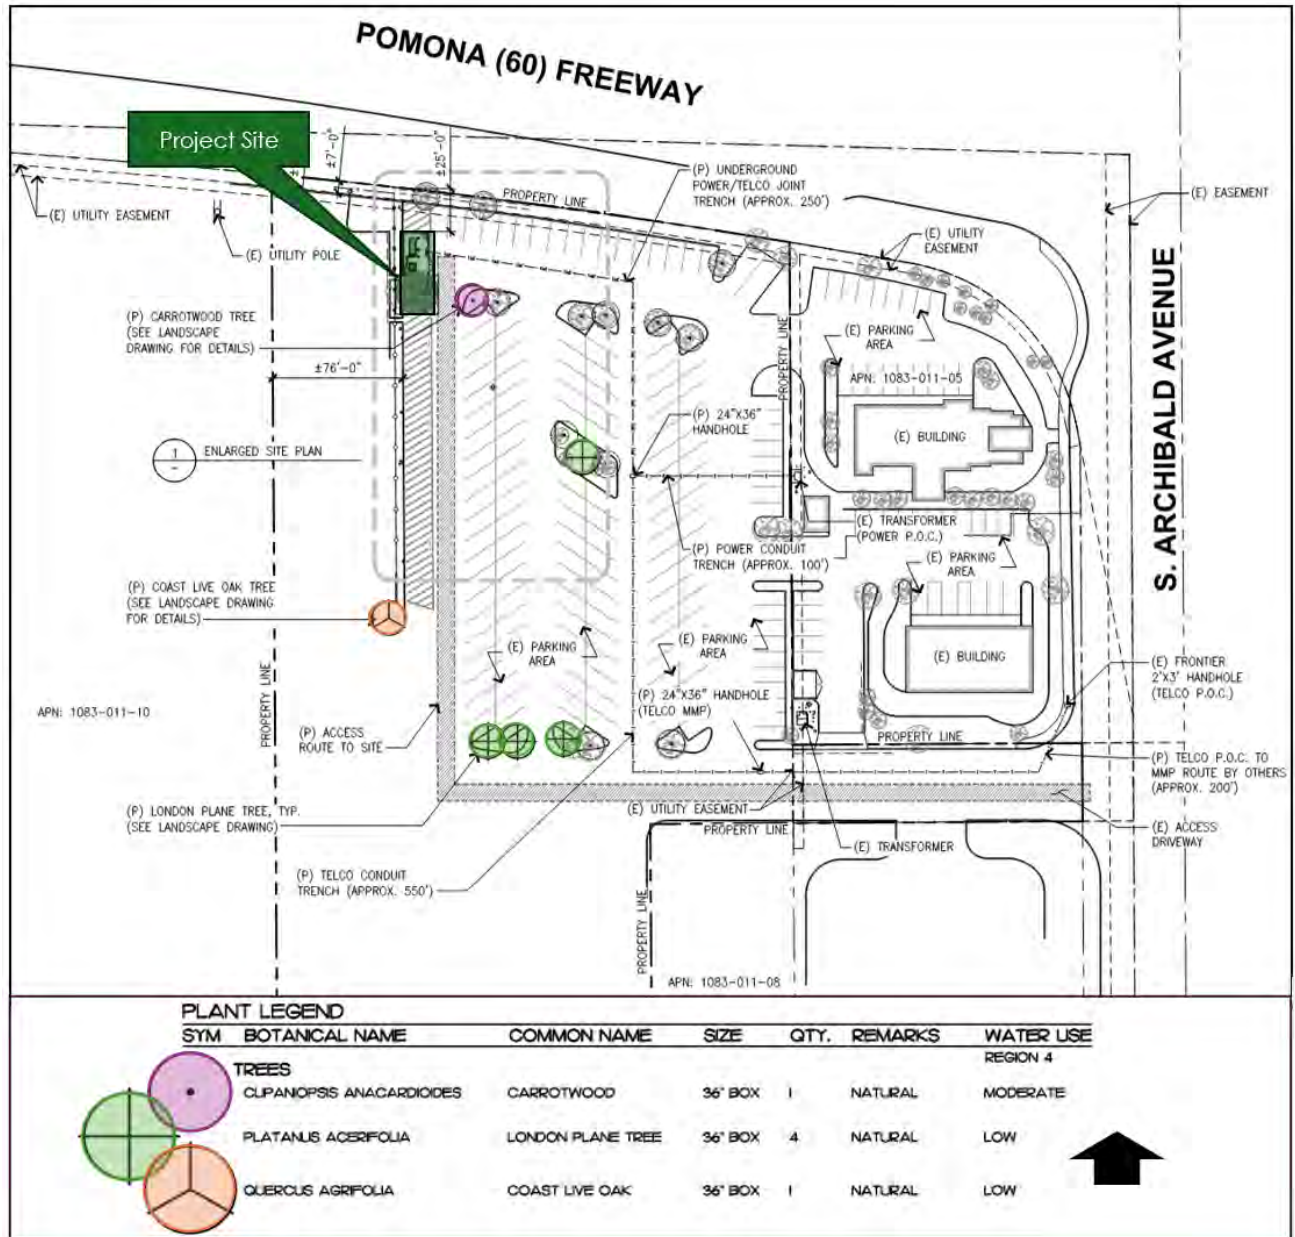 POMONA (60) FREEWAY
Project Site
±7'-0"
±25'-0"
PROPERTY LINE
(P) UNDERGROUND
POWER/TELCO JOINT
TRENCH (APPROX. 250')
(E) EASEMENT
(E) UTILITY EASEMENT
(E) UTILITY
EASEMENT
(E) UTILITY POLE
S. ARCHIBALD AVENUE
(P) CARROTWOOD TREE
(SEE LANDSCAPE
DRAWING FOR DETAILS)
PROPERTY LINE
(E) PARKING
AREA
±76'-0"
APN: 1083-011-05
(P) 24"X36"
HANDHOLE
(E) BUILDING
1
-
ENLARGED SITE PLAN
(E) TRANSFORMER
(POWER P.O.C.)
(P) POWER CONDUIT
TRENCH (APPROX. 100')
(E) PARKING
AREA
(P) COAST LIVE OAK TREE
(SEE LANDSCAPE DRAWING
FOR DETAILS)
(E) PARKING
AREA
(E) PARKING
AREA
(E) BUILDING
(E) FRONTIER
2'X3' HANDHOLE
(TELCO P.O.C.)
PROPERTY LINE
(P) 24"X36" HANDHOLE
(TELCO MMP)
APN: 1083-011-10
(P) ACCESS
ROUTE TO SITE
PROPERTY LINE
(P) TELCO P.O.C. TO
MMP ROUTE BY OTHERS
(APPROX. 200')
(P) LONDON PLANE TREE, TYP.
(SEE LANDSCAPE DRAWING)
(E) UTILITY EASEMENT
PROPERTY LINE
(E) TRANSFORMER
(E) ACCESS
DRIVEWAY
(P) TELCO CONDUIT
TRENCH (APPROX. 550')
PROPERTY LINE
APN: 1083-011-08
PLANT LEGEND
SYM BOTANICAL NAME COMMON NAME SIZE QTY. REMARKS WATER USE
REGION 4
TREES
CUPANIOPSIS ANACARDIOIDES CARROTWOOD 36" BOX 1 NATURAL MODERATE
PLATANUS ACERIFOLIA LONDON PLANE TREE 36" BOX 4 NATURAL LOW
QUERCUS AGRIFOLIA COAST LIVE OAK 36" BOX 1 NATURAL LOW